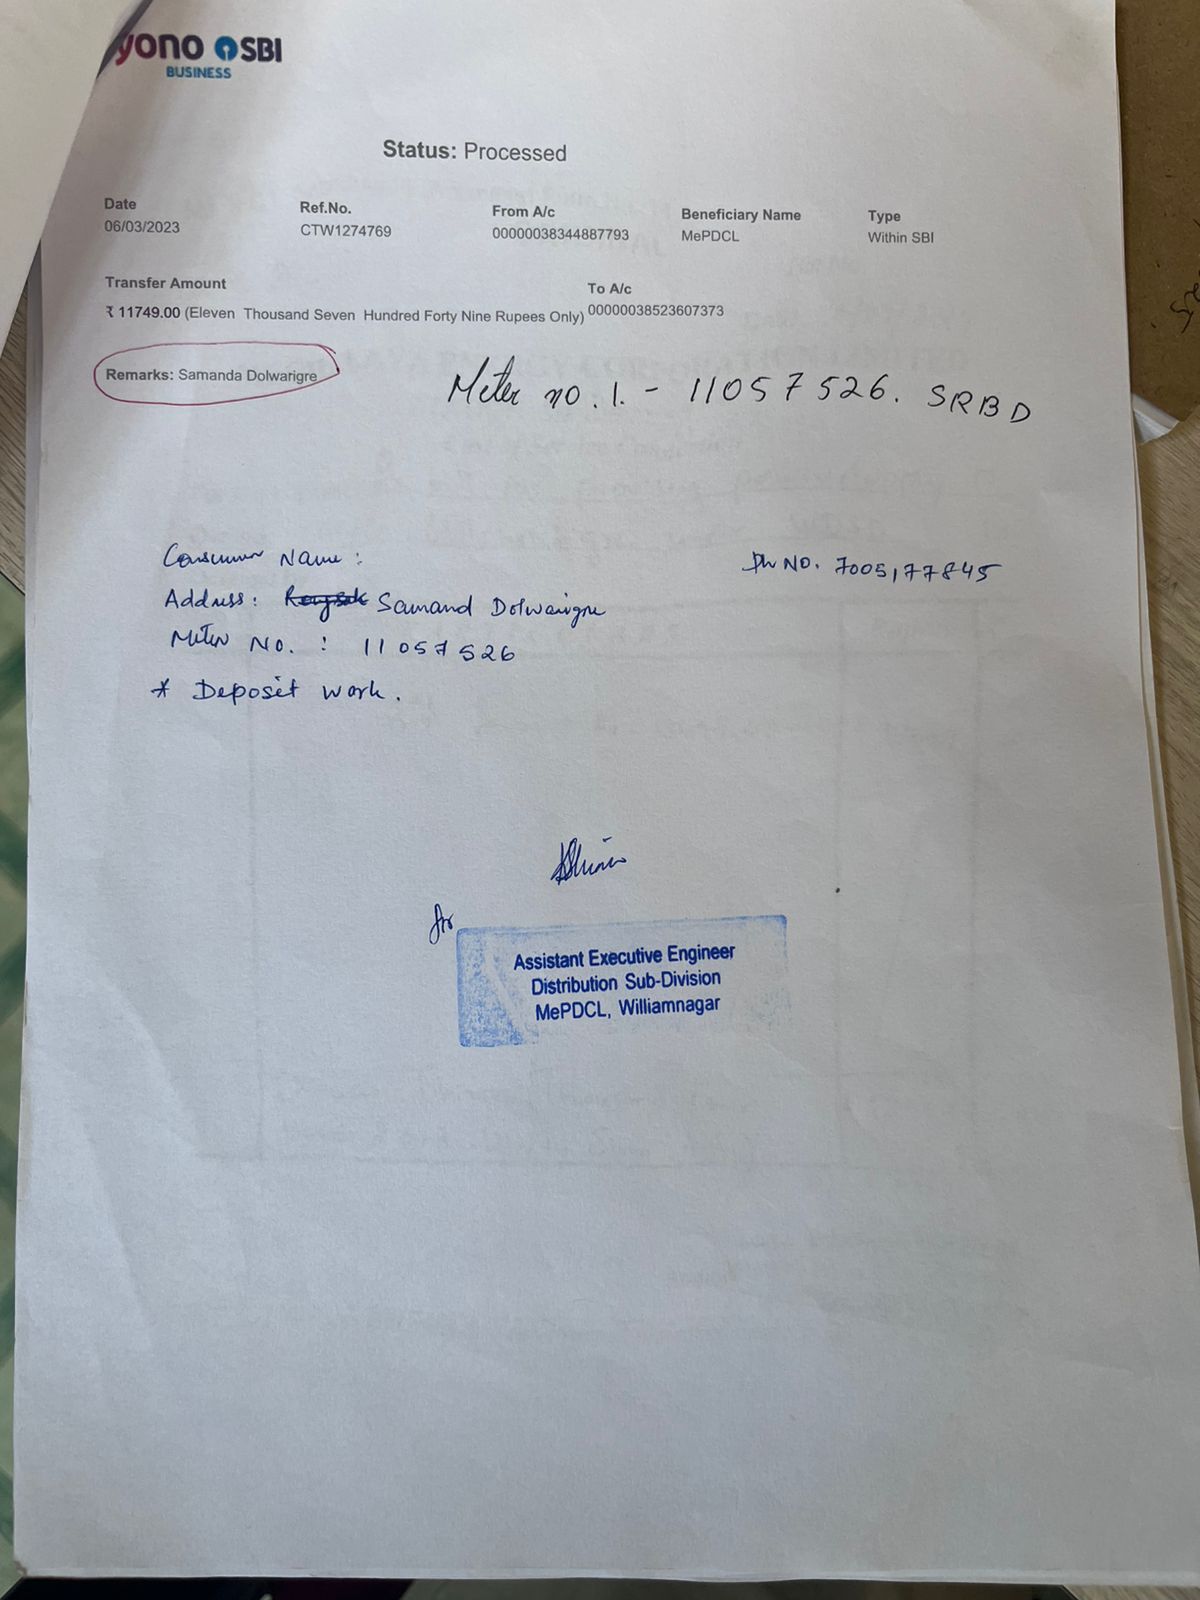 yono SBI
BUSINESS
Status: Processed
Date Ref.No. From A/c Beneficiary Name Type
06/03/2023 CTW1274769 00000038344887793 MePDCL Within SBI
Transfer Amount To A/c
₹ 11749.00 (Eleven Thousand Seven Hundred Forty Nine Rupees Only) 00000038523607373
Remarks: Samanda Dolwarigre
Meter no. 1. - 11057526. SRBD
Consumer Name :
Ph NO. 7005177845
Address: Samand Dolwarigre
Meter No. : 11057526
* Deposit work.
for
Assistant Executive Engineer
Distribution Sub-Division
MePDCL, Williamnagar